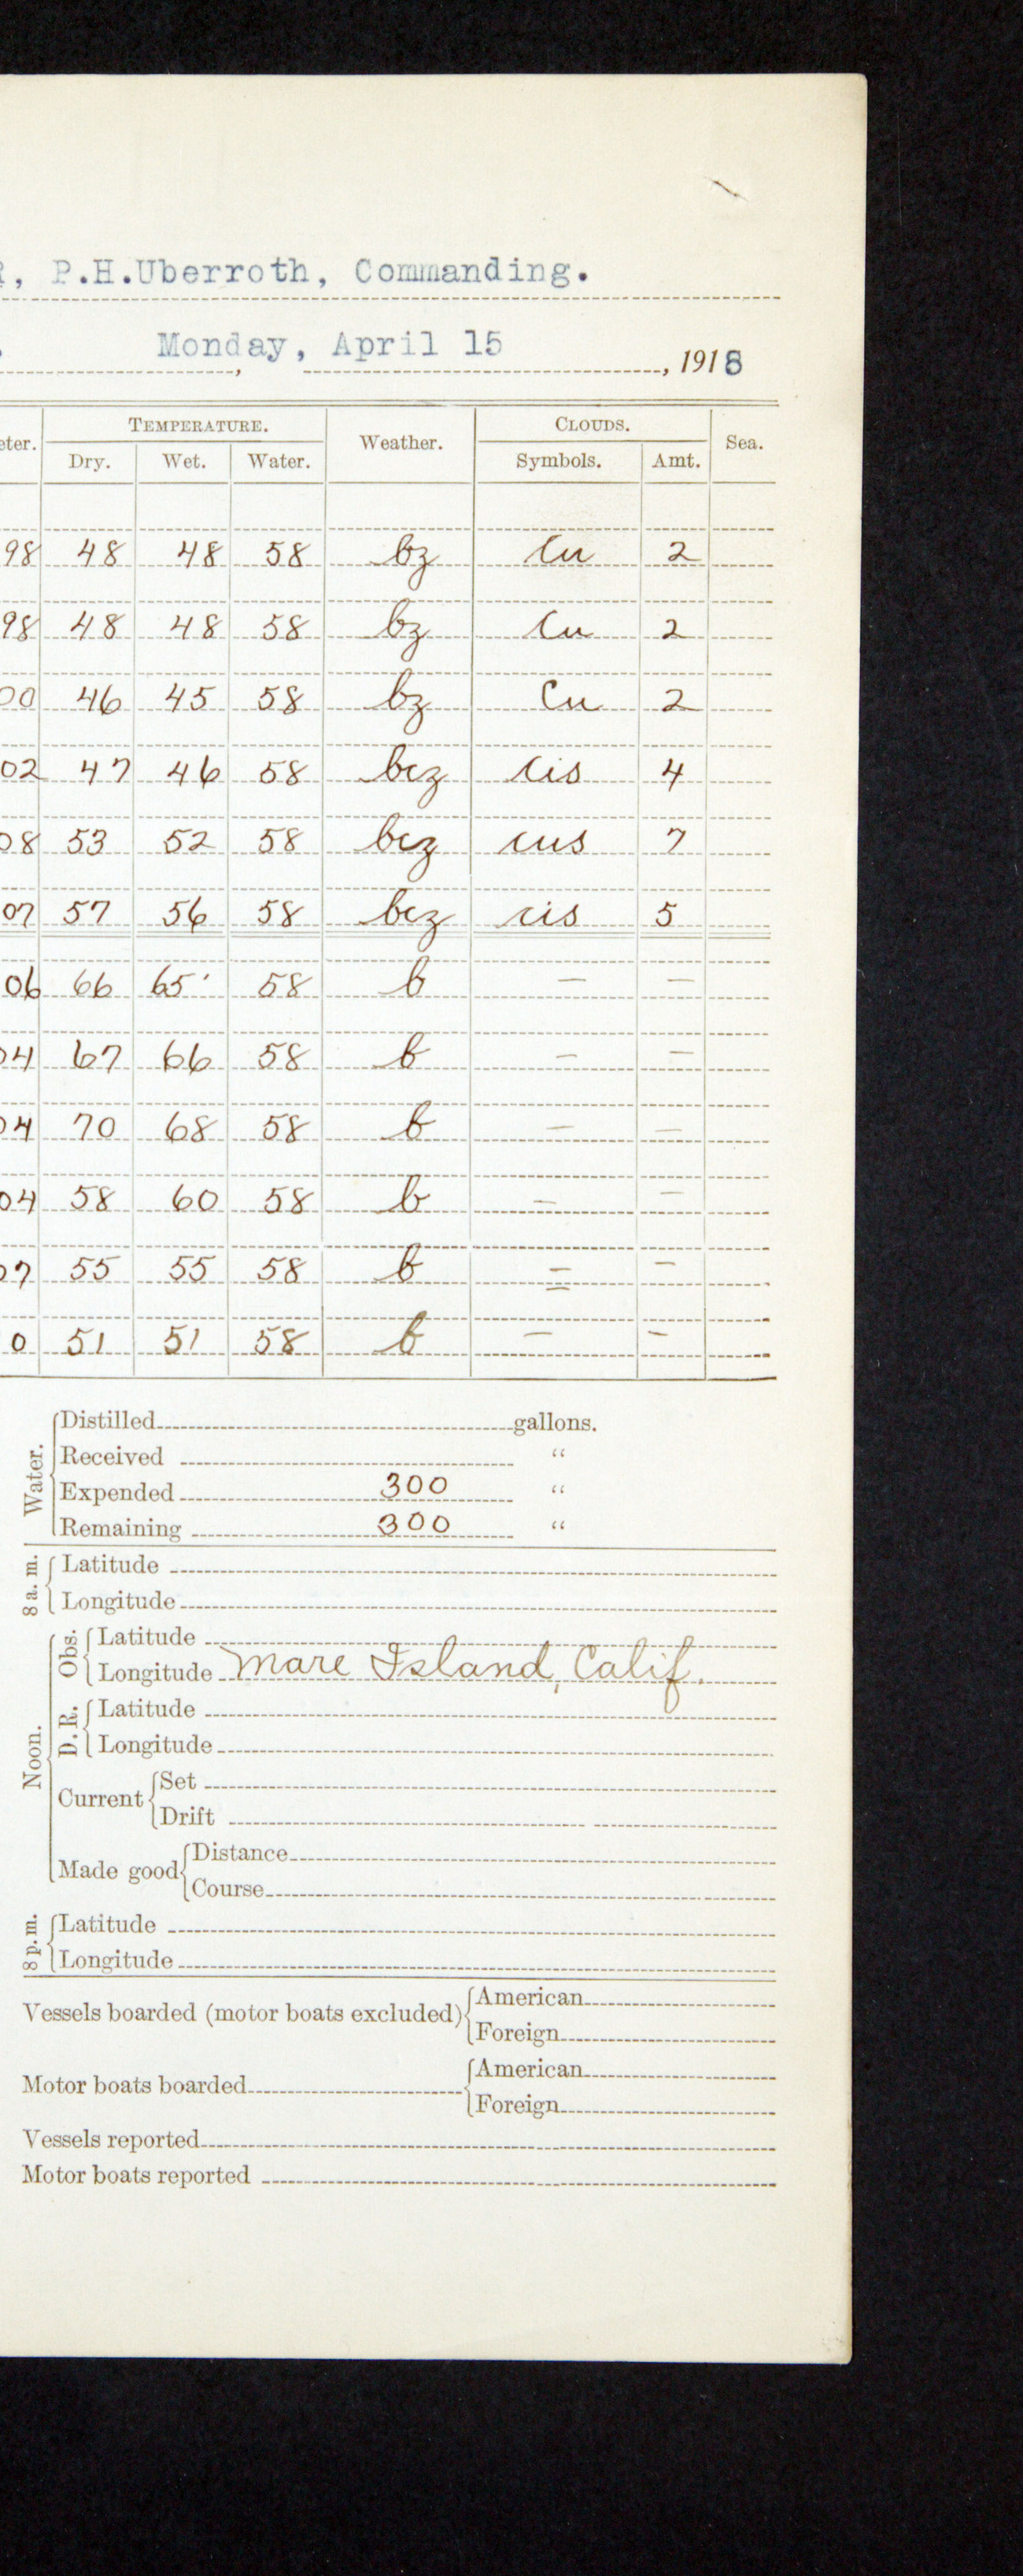 R, P.H.Uberroth, Commanding.
. Monday, April 15, 1918
eter. TEMPERATURE. Weather. CLOUDS. Sea.
Dry. Wet. Water. Symbols. Amt.
98 48 48 58 bz Cu 2
98 48 48 58 bz Cu 2
00 46 45 58 bz Cu 2
02 47 46 58 bcz cis 4
08 53 52 58 bcz cus 7
07 57 56 58 bcz cis 5
06 66 65 58 b — —
04 67 66 58 b — —
04 70 68 58 b — —
04 58 60 58 b — —
07 55 55 58 b = —
0 51 51 58 b — —
Water. Distilled gallons.
Received "
Expended 300 "
Remaining 300 "
8 a. m. Latitude
Longitude
Noon. Obs. Latitude
Longitude Mare Island, Calif.
D. R. Latitude
Longitude
Current Set
Drift
Made good Distance
Course
8 p. m. Latitude
Longitude
Vessels boarded (motor boats excluded) American
Foreign
Motor boats boarded American
Foreign
Vessels reported
Motor boats reported